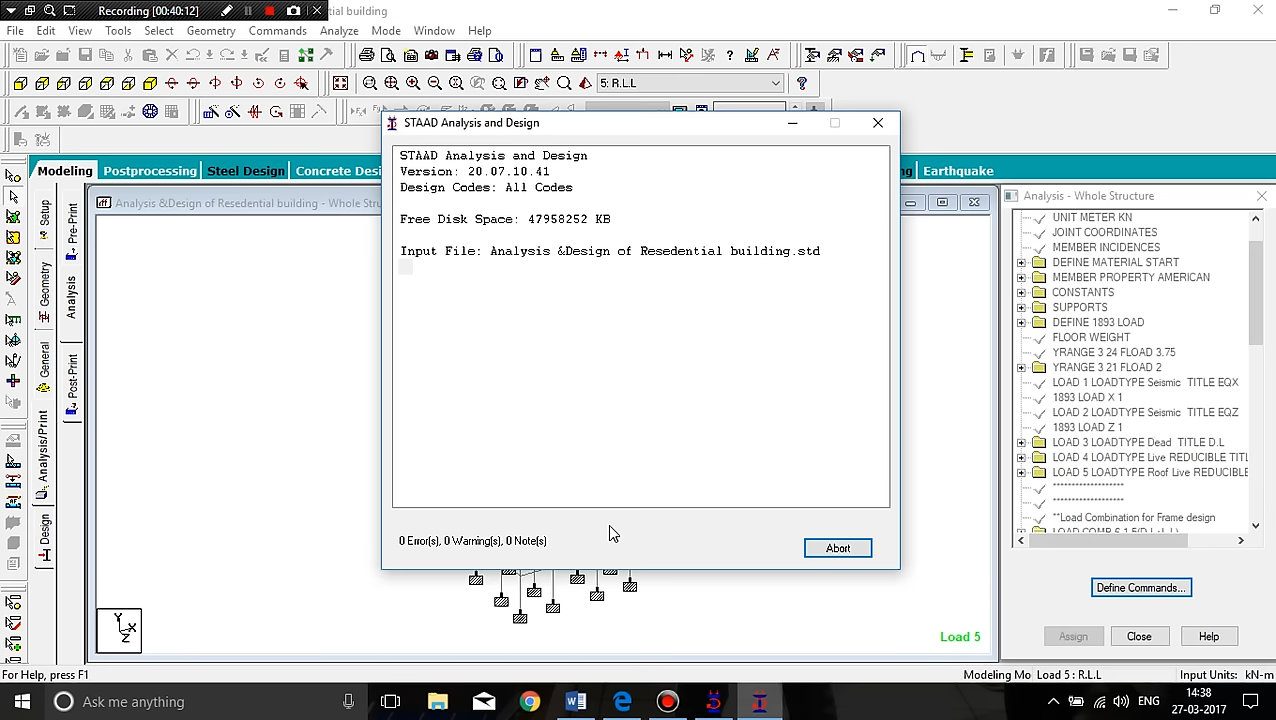 Recording [00:40:12]
ential building
File Edit View Tools Select Geometry Commands Analyze Mode Window Help
5: R.L.L
STAAD Analysis and Design
STAAD Analysis and Design
Version: 20.07.10.41
Design Codes: All Codes
Free Disk Space: 47958252 KB
Input File: Analysis &Design of Resedential building.std
0 Error(s), 0 Warning(s), 0 Note(s)
Abort
Modeling Postprocessing Steel Design Concrete Desi ng Earthquake
Analysis &Design of Resedential building - Whole Stru
Setup
Geometry
General
Analysis/Print
Design
Pre-Print
Analysis
Post-Print
Analysis - Whole Structure
UNIT METER KN
JOINT COORDINATES
MEMBER INCIDENCES
DEFINE MATERIAL START
MEMBER PROPERTY AMERICAN
CONSTANTS
SUPPORTS
DEFINE 1893 LOAD
FLOOR WEIGHT
YRANGE 3 24 FLOAD 3.75
YRANGE 3 21 FLOAD 2
LOAD 1 LOADTYPE Seismic TITLE EQX
1893 LOAD X 1
LOAD 2 LOADTYPE Seismic TITLE EQZ
1893 LOAD Z 1
LOAD 3 LOADTYPE Dead TITLE D.L
LOAD 4 LOADTYPE Live REDUCIBLE TITL
LOAD 5 LOADTYPE Roof Live REDUCIBLE
*******************
*******************
**Load Combination for Frame design
Define Commands...
Assign Close Help
Y
X
Z
Load 5
For Help, press F1
Modeling Mo Load 5 : R.L.L Input Units: kN-m
Ask me anything
ENG
14:38
27-03-2017